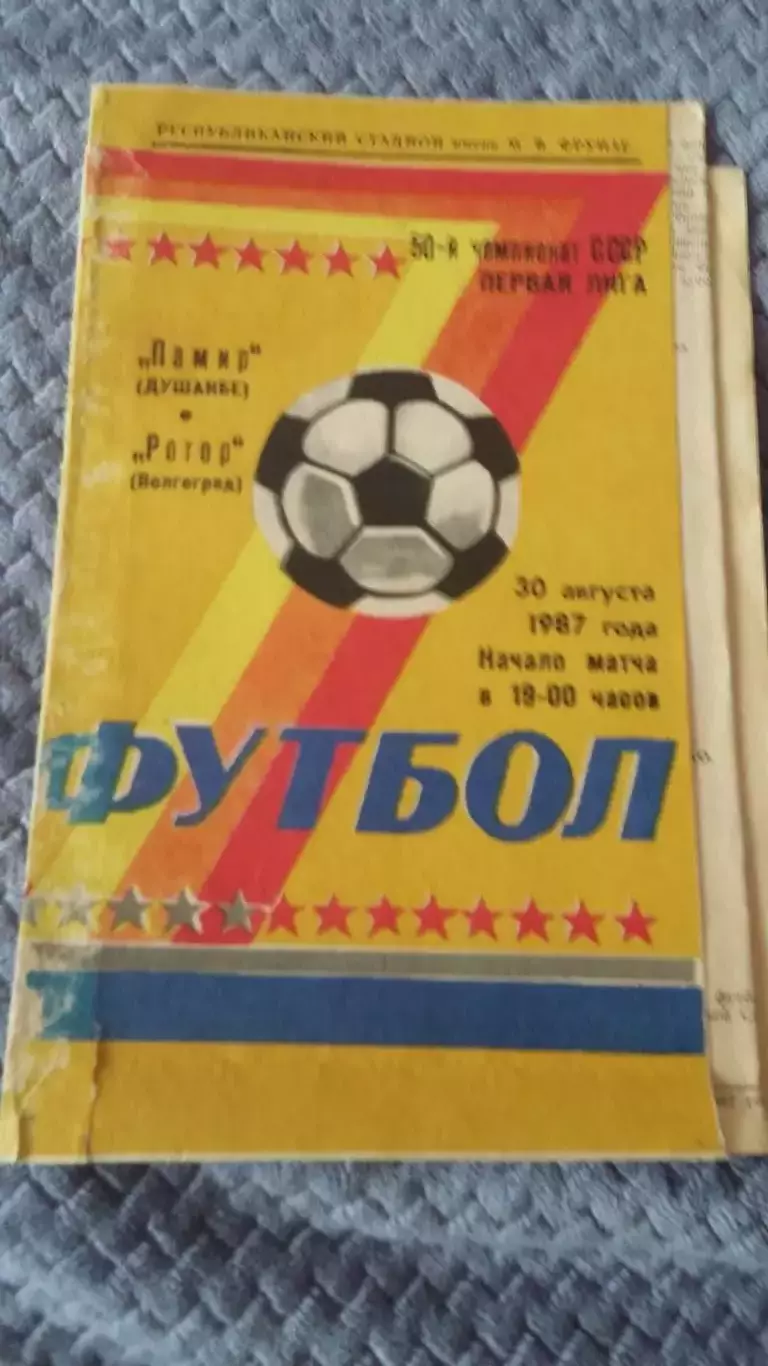 РЕСПУБЛИКАНСКИЙ СТАДИОН имени М. В. ФРУНЗЕ
50-й чемпионат СССР
ПЕРВАЯ ЛИГА
„Памир“
(ДУШАНБЕ)
„Ротор“
(Волгоград)
30 августа
1987 года
Начало матча
в 19-00 часов
ФУТБОЛ